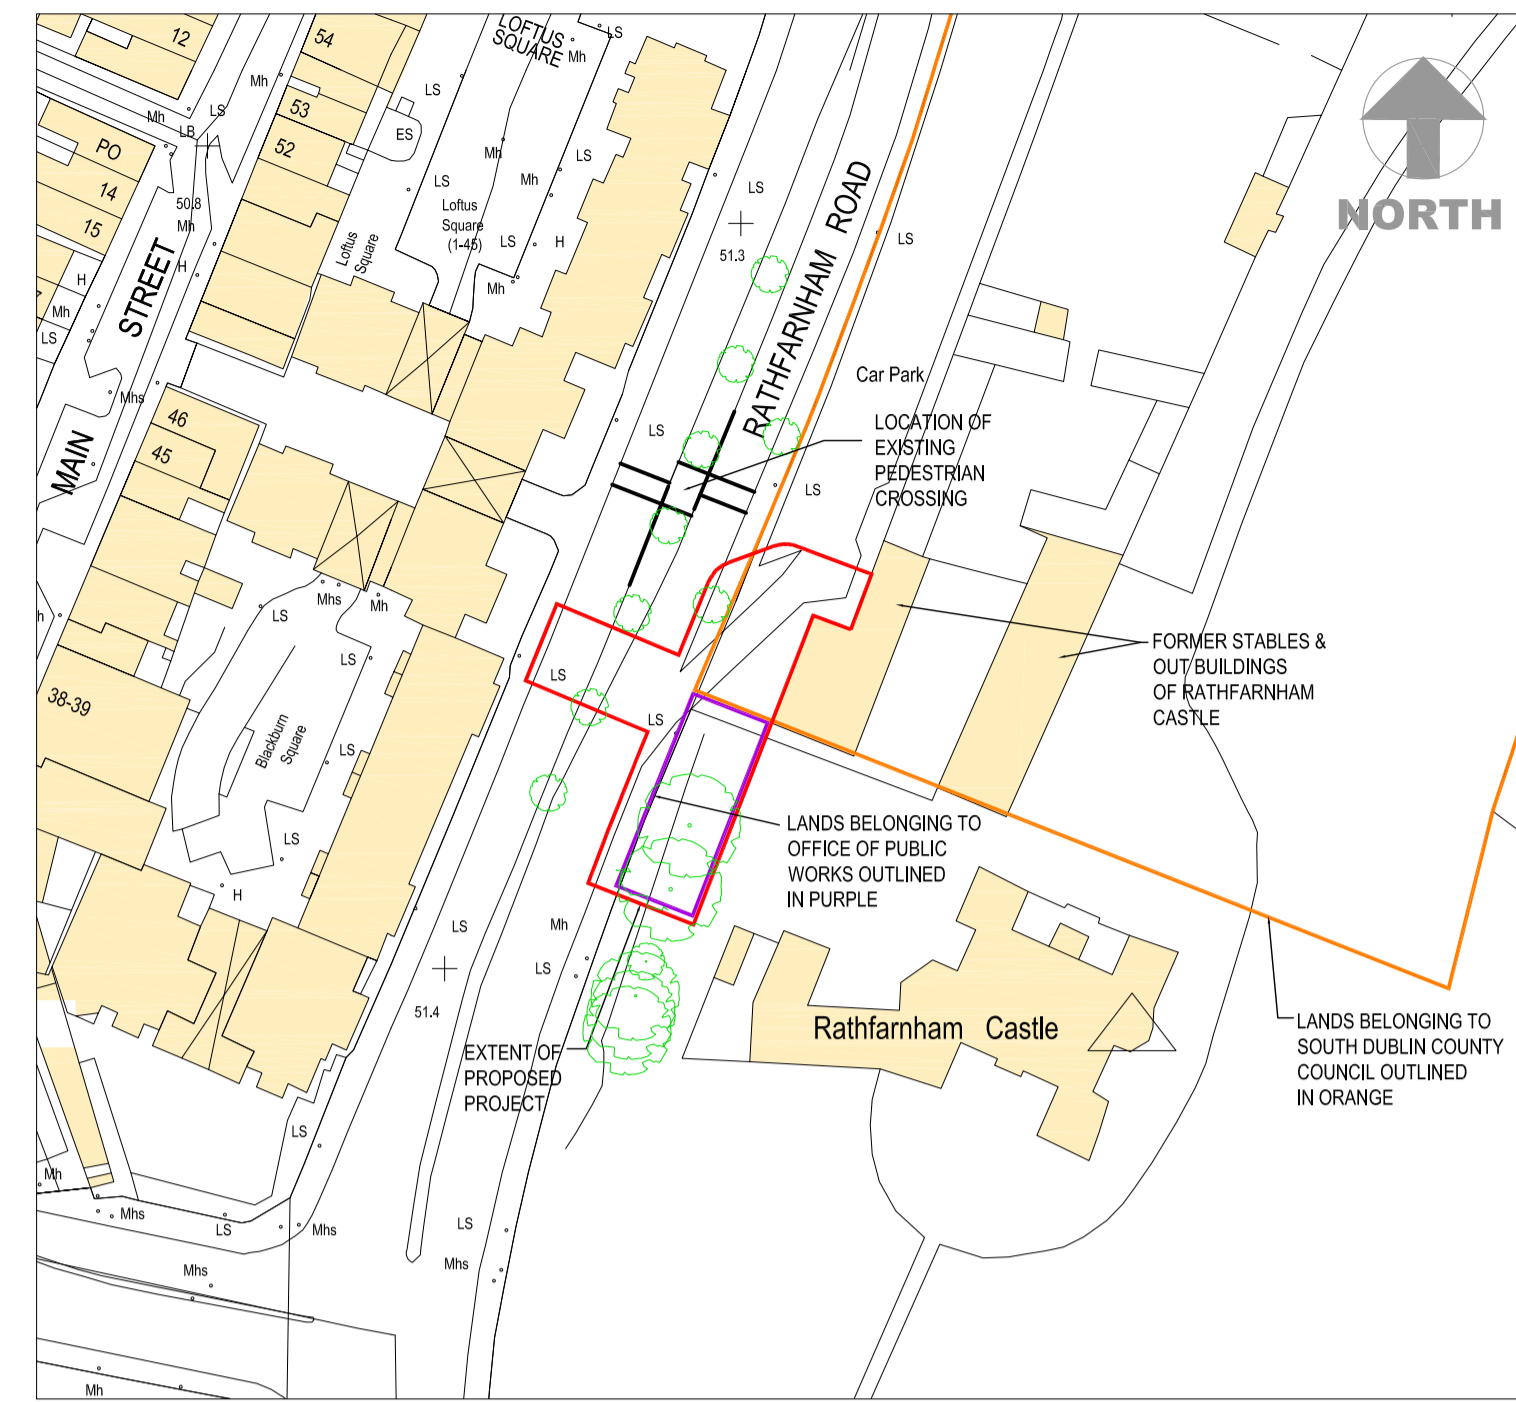 LOFTUS
SQUARE
LS
Mh
12
54
Mh
LS
53
Mh
LS
LB
ES
52
PO
14
15
50.8
Mh
Mh
LS
LS
Mh
Loftus
Square
(1-45)
LS
H
Mh
Loftus
Square
LS
51.3
LS
RATHFARNHAM ROAD
NORTH
MAIN STREET
H
H
Mh
LS
Mhs
46
45
LS
Car Park
LOCATION OF
EXISTING
PEDESTRIAN
CROSSING
LS
Mhs
Mh
LS
LS
LS
LS
38-39
Blackburn
Square
LS
LS
H
FORMER STABLES &
OUT BUILDINGS
OF RATHFARNHAM
CASTLE
LANDS BELONGING TO
OFFICE OF PUBLIC
WORKS OUTLINED
IN PURPLE
LS
Mh
LS
51.4
EXTENT OF
PROPOSED
PROJECT
Rathfarnham Castle
LANDS BELONGING TO
SOUTH DUBLIN COUNTY
COUNCIL OUTLINED
IN ORANGE
LS
Mh
Mhs
LS
Mhs
LS
Mhs
Mhs
Mh